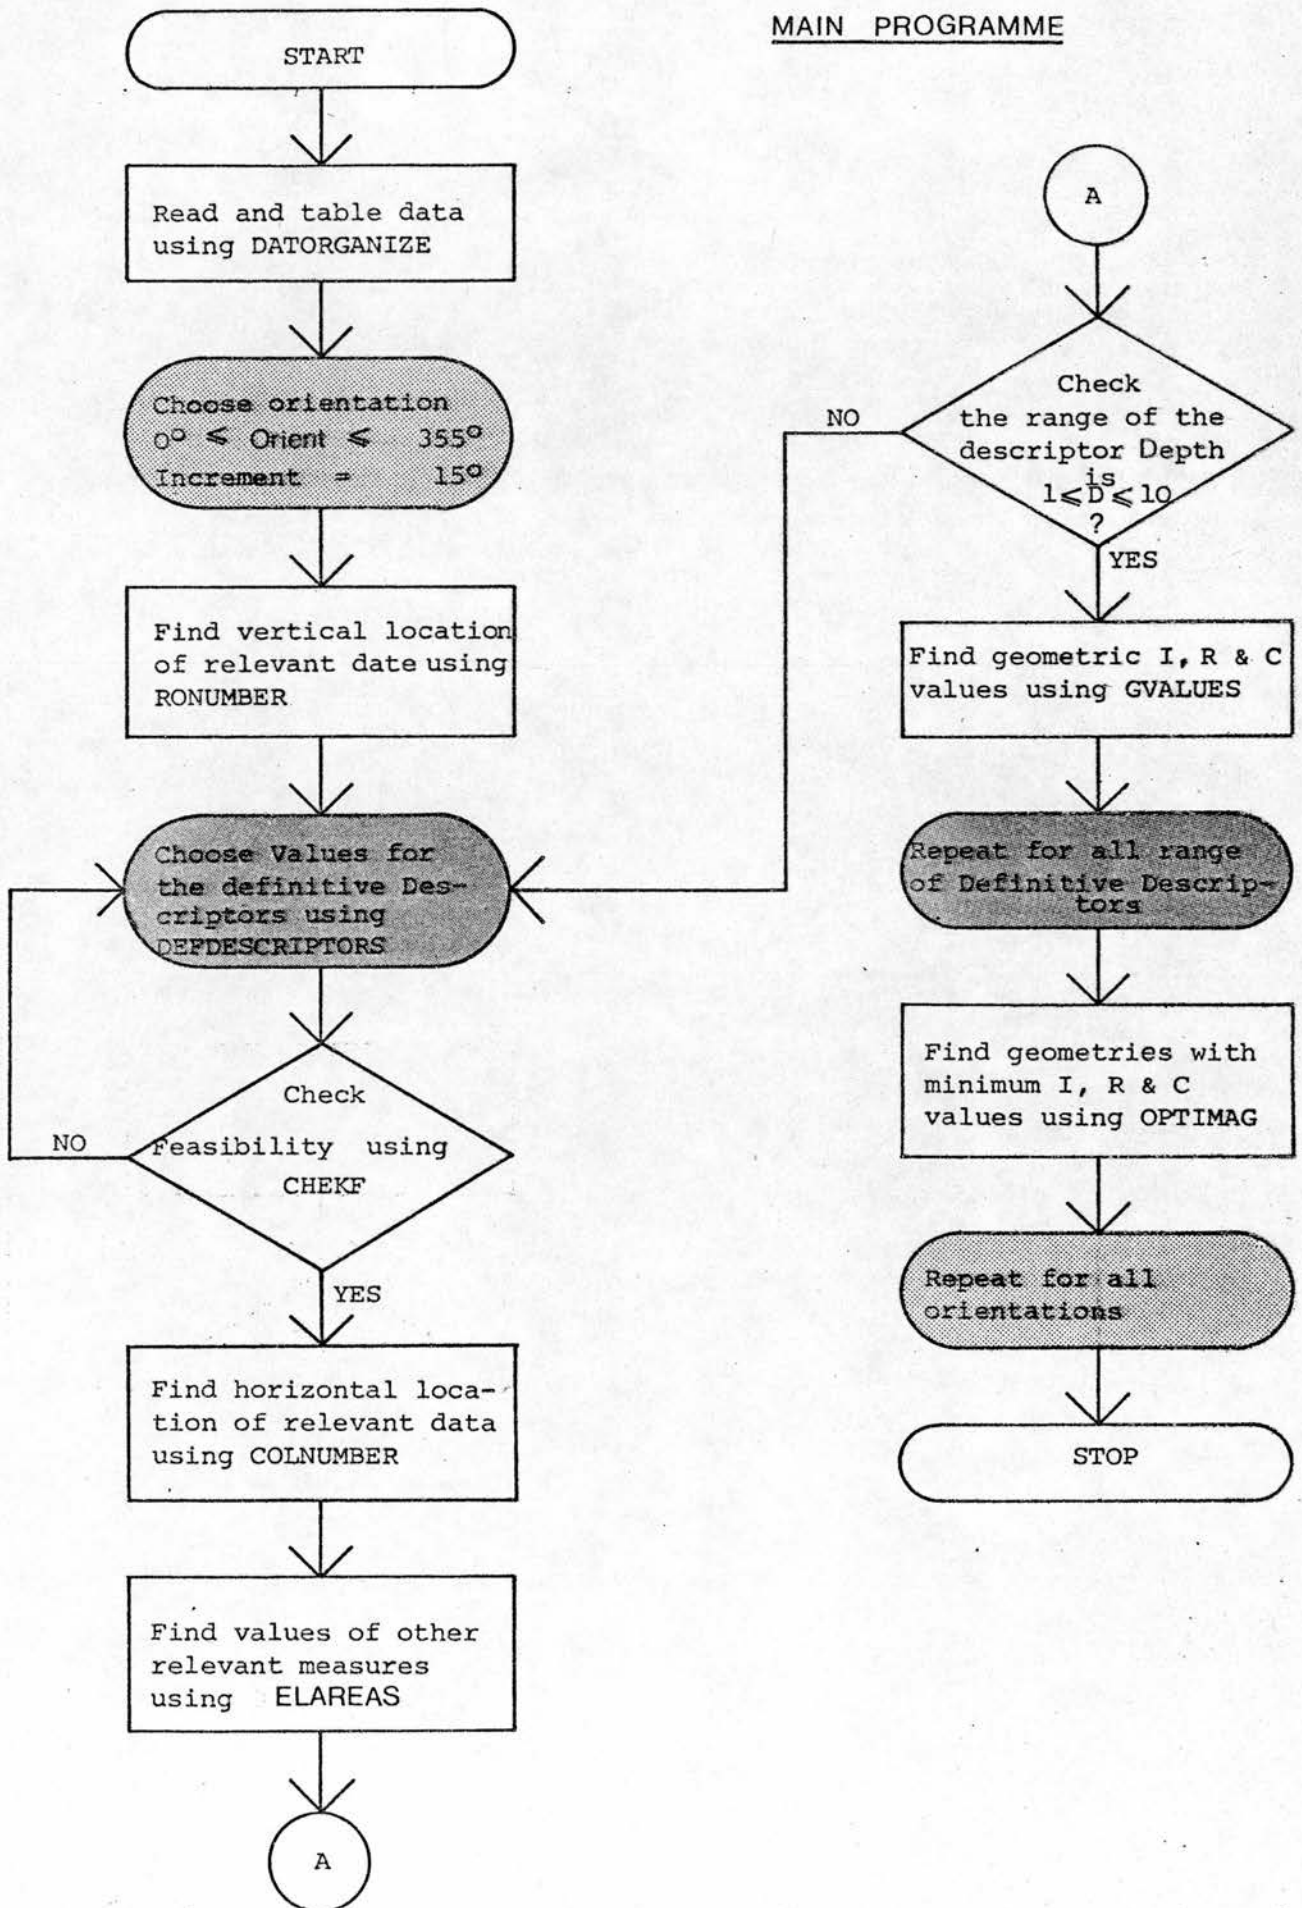 MAIN PROGRAMME
START
Read and table data
using DATORGANIZE
Choose orientation
0° ⩽ Orient ⩽ 355°
Increment = 15°
Find vertical location
of relevant date using
RONUMBER
Choose Values for
the definitive Des-
criptors using
DEFDESCRIPTORS
Check
Feasibility using
CHEKF
NO
YES
Find horizontal loca-
tion of relevant data
using COLNUMBER
Find values of other
relevant measures
using ELAREAS
A
A
Check
the range of the
descriptor Depth
is
1⩽D⩽10
?
NO
YES
Find geometric I, R & C
values using GVALUES
Repeat for all range
of Definitive Descrip-
tors
Find geometries with
minimum I, R & C
values using OPTIMAG
Repeat for all
orientations
STOP